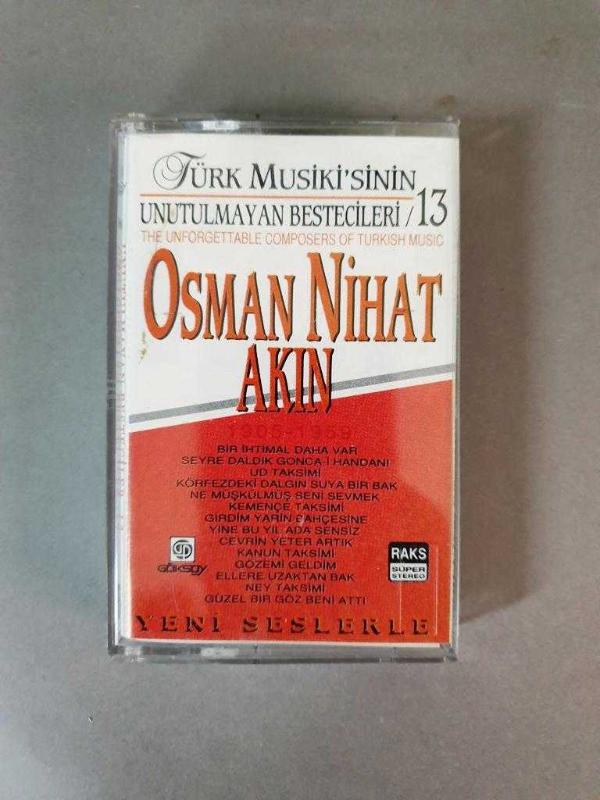 TÜRK MUSİKİ'SİNİN
UNUTULMAYAN BESTECİLERİ / 13
THE UNFORGETTABLE COMPOSERS OF TURKISH MUSIC
OSMAN NİHAT
AKIN
1905-1959
BİR İHTİMAL DAHA VAR
SEYRE DALDIK GONCA-İ HANDANI
UD TAKSİMİ
KÖRFEZDEKİ DALGIN SUYA BİR BAK
NE MÜŞKÜLMÜŞ SENİ SEVMEK
KEMENÇE TAKSİMİ
GİRDİM YARİN BAHÇESİNE
YİNE BU YIL ADA SENSİZ
CEVRİN YETER ARTIK
KANUN TAKSİMİ
GÖZEMİ GELDİM
ELLERE UZAKTAN BAK
NEY TAKSİMİ
GÜZEL BİR GÖZ BENİ ATTI
GÖKSOY
RAKS
SÜPER
STEREO
YENİ SESLERLE